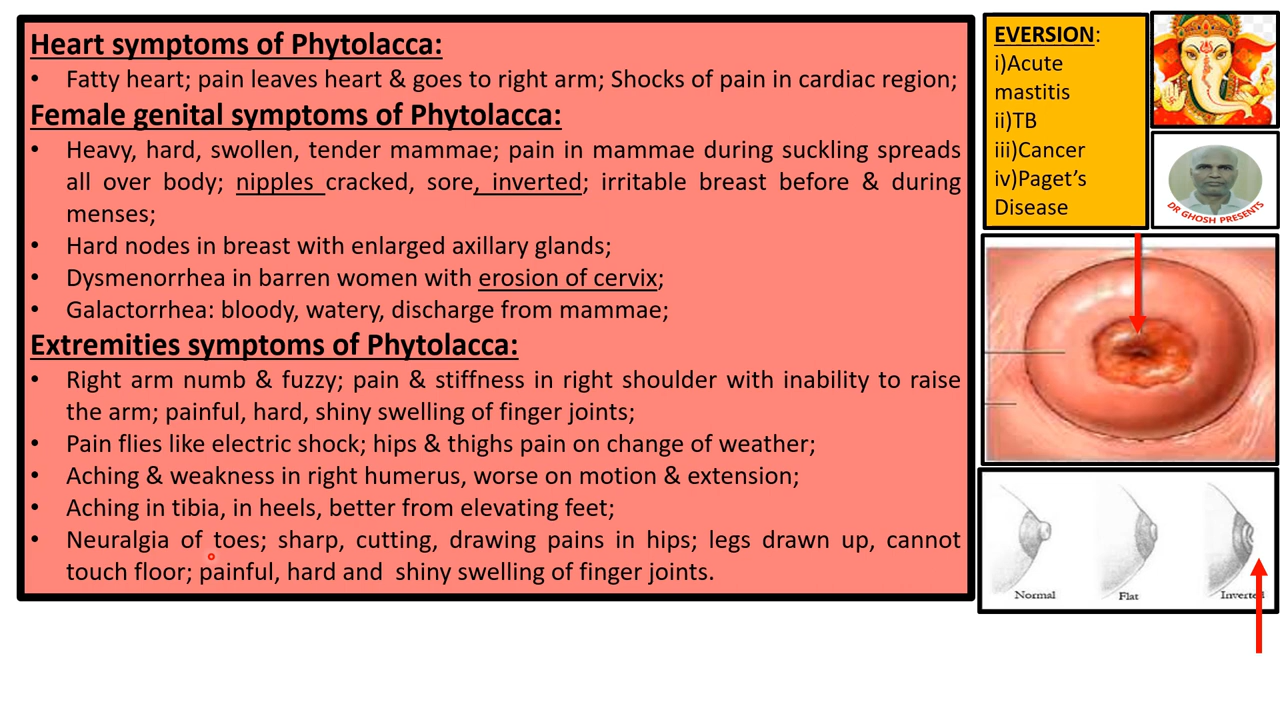 Heart symptoms of Phytolacca:
• Fatty heart; pain leaves heart & goes to right arm; Shocks of pain in cardiac region;
Female genital symptoms of Phytolacca:
• Heavy, hard, swollen, tender mammae; pain in mammae during suckling spreads
all over body; nipples cracked, sore, inverted; irritable breast before & during
menses;
• Hard nodes in breast with enlarged axillary glands;
• Dysmenorrhea in barren women with erosion of cervix;
• Galactorrhea: bloody, watery, discharge from mammae;
Extremities symptoms of Phytolacca:
• Right arm numb & fuzzy; pain & stiffness in right shoulder with inability to raise
the arm; painful, hard, shiny swelling of finger joints;
• Pain flies like electric shock; hips & thighs pain on change of weather;
• Aching & weakness in right humerus, worse on motion & extension;
• Aching in tibia, in heels, better from elevating feet;
• Neuralgia of toes; sharp, cutting, drawing pains in hips; legs drawn up, cannot
touch floor; painful, hard and shiny swelling of finger joints.
EVERSION:
i)Acute
mastitis
ii)TB
iii)Cancer
iv)Paget’s
Disease
DR GHOSH PRESENTS
Normal
Flat
Inverted